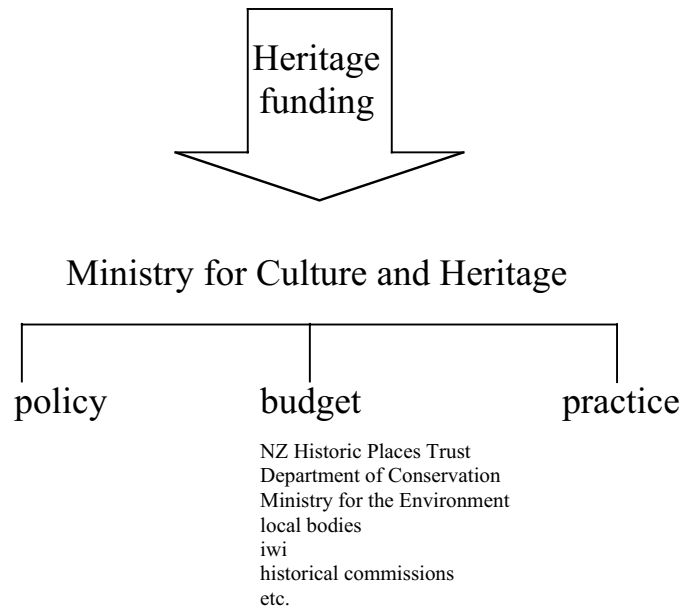 Heritage
funding
Ministry for Culture and Heritage
policy budget practice
NZ Historic Places Trust
Department of Conservation
Ministry for the Environment
local bodies
iwi
historical commissions
etc.